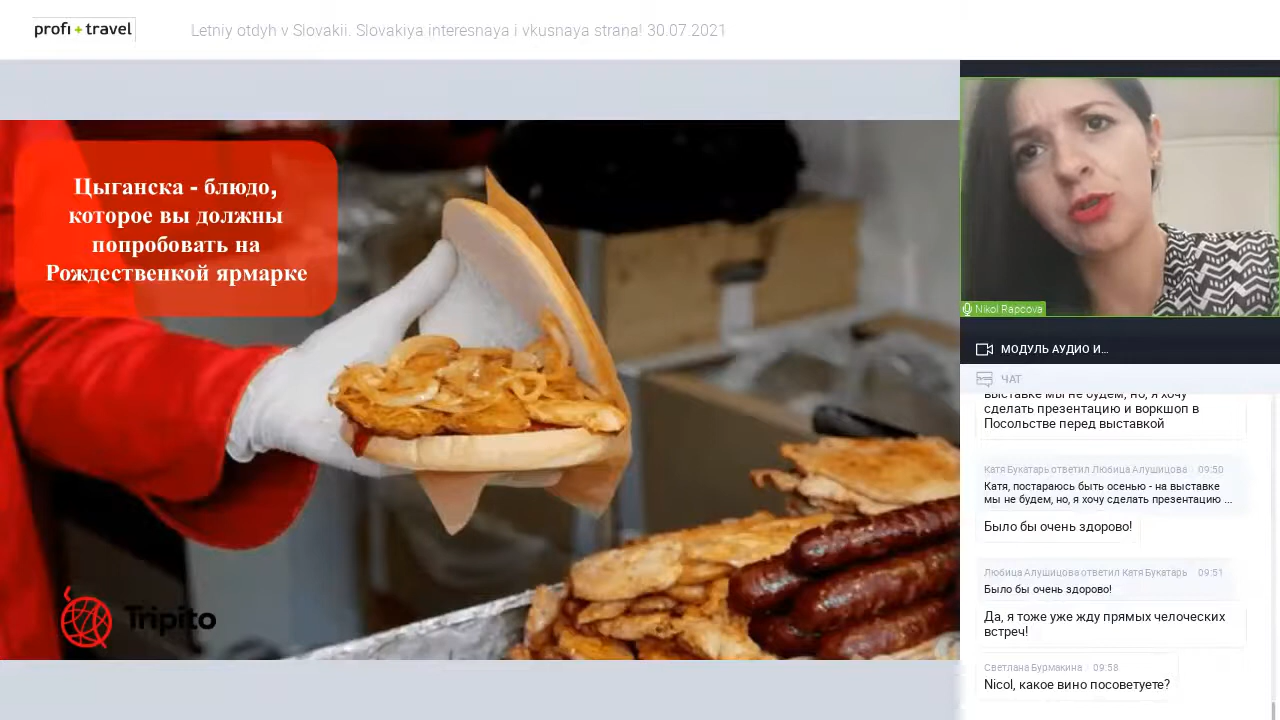 profi + travel
Letniy otdyh v Slovakii. Slovakiya interesnaya i vkusnaya strana! 30.07.2021
Цыганска - блюдо,
которое вы должны
попробовать на
Рождественской ярмарке
Tripito
Nikol Rapcova
МОДУЛЬ АУДИО И...
ЧАТ
выставке мы не будем, но, я хочу
сделать презентацию и воркшоп в
Посольстве перед выставкой
Катя Букатарь ответил Любица Алушицова 09:50
Катя, постараюсь быть осенью - на выставке
мы не будем, но, я хочу сделать презентацию ...
Было бы очень здорово!
Любица Алушицова ответил Катя Букатарь 09:51
Было бы очень здорово!
Да, я тоже уже жду прямых челоческих
встреч!
Светлана Бурмакина 09:58
Nicol, какое вино посоветуете?